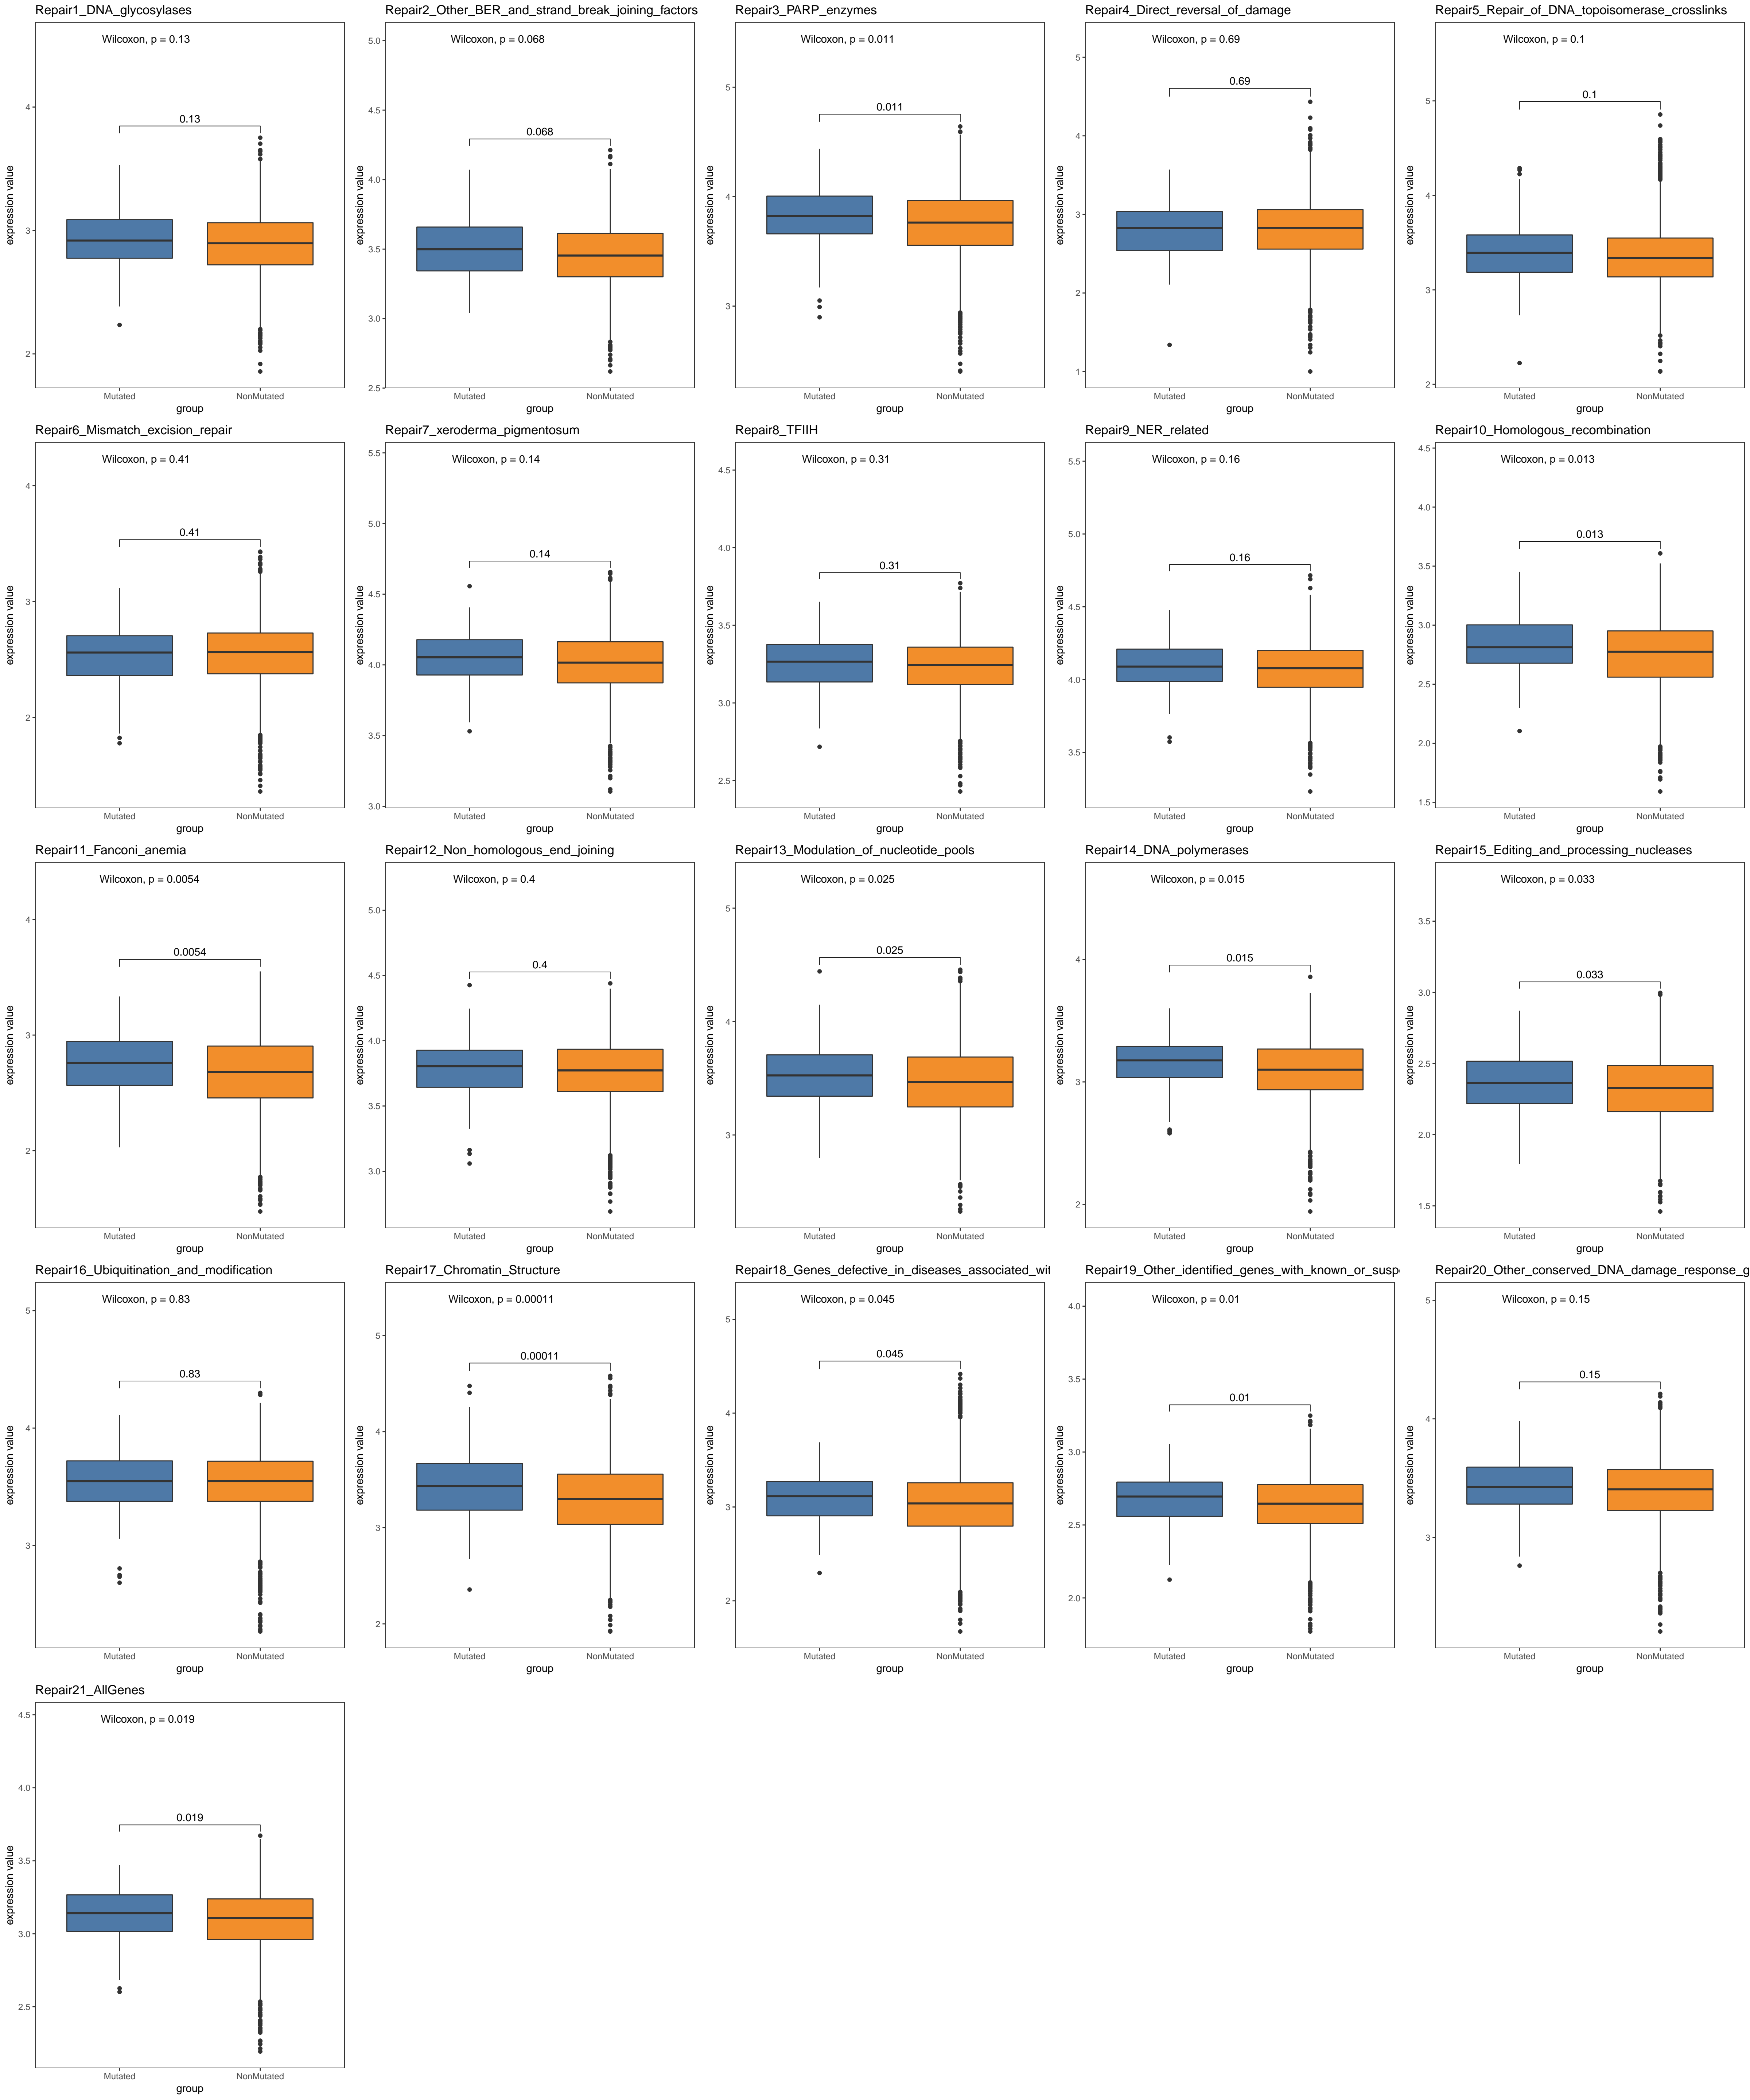 Repair1_DNA_glycosylases
Wilcoxon, p = 0.13
0.13
4
3
2
expression value
Mutated
NonMutated
group
Repair2_Other_BER_and_strand_break_joining_factors
Wilcoxon, p = 0.068
0.068
5.0
4.5
4.0
3.5
3.0
2.5
expression value
Mutated
NonMutated
group
Repair3_PARP_enzymes
Wilcoxon, p = 0.011
0.011
5
4
3
expression value
Mutated
NonMutated
group
Repair4_Direct_reversal_of_damage
Wilcoxon, p = 0.69
0.69
5
4
3
2
1
expression value
Mutated
NonMutated
group
Repair5_Repair_of_DNA_topoisomerase_crosslinks
Wilcoxon, p = 0.1
0.1
5
4
3
2
expression value
Mutated
NonMutated
group
Repair6_Mismatch_excision_repair
Wilcoxon, p = 0.41
0.41
4
3
2
expression value
Mutated
NonMutated
group
Repair7_xeroderma_pigmentosum
Wilcoxon, p = 0.14
0.14
5.5
5.0
4.5
4.0
3.5
3.0
expression value
Mutated
NonMutated
group
Repair8_TFIIH
Wilcoxon, p = 0.31
0.31
4.5
4.0
3.5
3.0
2.5
expression value
Mutated
NonMutated
group
Repair9_NER_related
Wilcoxon, p = 0.16
0.16
5.5
5.0
4.5
4.0
3.5
expression value
Mutated
NonMutated
group
Repair10_Homologous_recombination
Wilcoxon, p = 0.013
0.013
4.5
4.0
3.5
3.0
2.5
2.0
1.5
expression value
Mutated
NonMutated
group
Repair11_Fanconi_anemia
Wilcoxon, p = 0.0054
0.0054
4
3
2
expression value
Mutated
NonMutated
group
Repair12_Non_homologous_end_joining
Wilcoxon, p = 0.4
0.4
5.0
4.5
4.0
3.5
3.0
expression value
Mutated
NonMutated
group
Repair13_Modulation_of_nucleotide_pools
Wilcoxon, p = 0.025
0.025
5
4
3
expression value
Mutated
NonMutated
group
Repair14_DNA_polymerases
Wilcoxon, p = 0.015
0.015
4
3
2
expression value
Mutated
NonMutated
group
Repair15_Editing_and_processing_nucleases
Wilcoxon, p = 0.033
0.033
3.5
3.0
2.5
2.0
1.5
expression value
Mutated
NonMutated
group
Repair16_Ubiquitination_and_modification
Wilcoxon, p = 0.83
0.83
5
4
3
expression value
Mutated
NonMutated
group
Repair17_Chromatin_Structure
Wilcoxon, p = 0.00011
0.00011
5
4
3
2
expression value
Mutated
NonMutated
group
Repair18_Genes_defective_in_diseases_associated_wit
Wilcoxon, p = 0.045
0.045
5
4
3
2
expression value
Mutated
NonMutated
group
Repair19_Other_identified_genes_with_known_or_susp
Wilcoxon, p = 0.01
0.01
4.0
3.5
3.0
2.5
2.0
expression value
Mutated
NonMutated
group
Repair20_Other_conserved_DNA_damage_response_g
Wilcoxon, p = 0.15
0.15
5
4
3
expression value
Mutated
NonMutated
group
Repair21_AllGenes
Wilcoxon, p = 0.019
0.019
4.5
4.0
3.5
3.0
2.5
expression value
Mutated
NonMutated
group